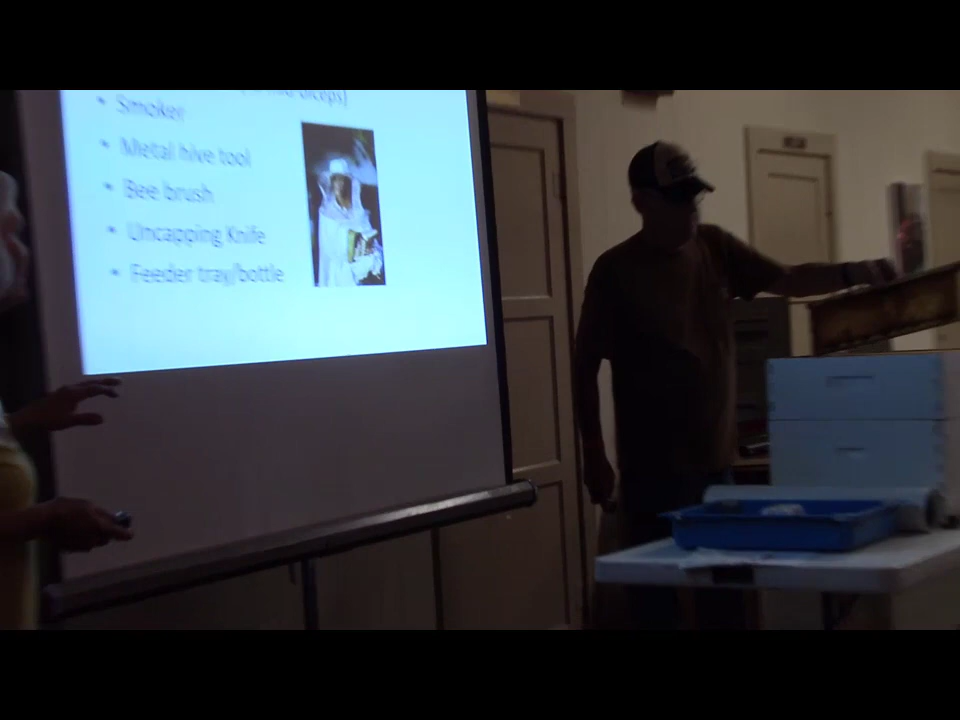 • Smoker
• Metal hive tool
• Bee brush
• Uncapping Knife
• Feeder tray/bottle